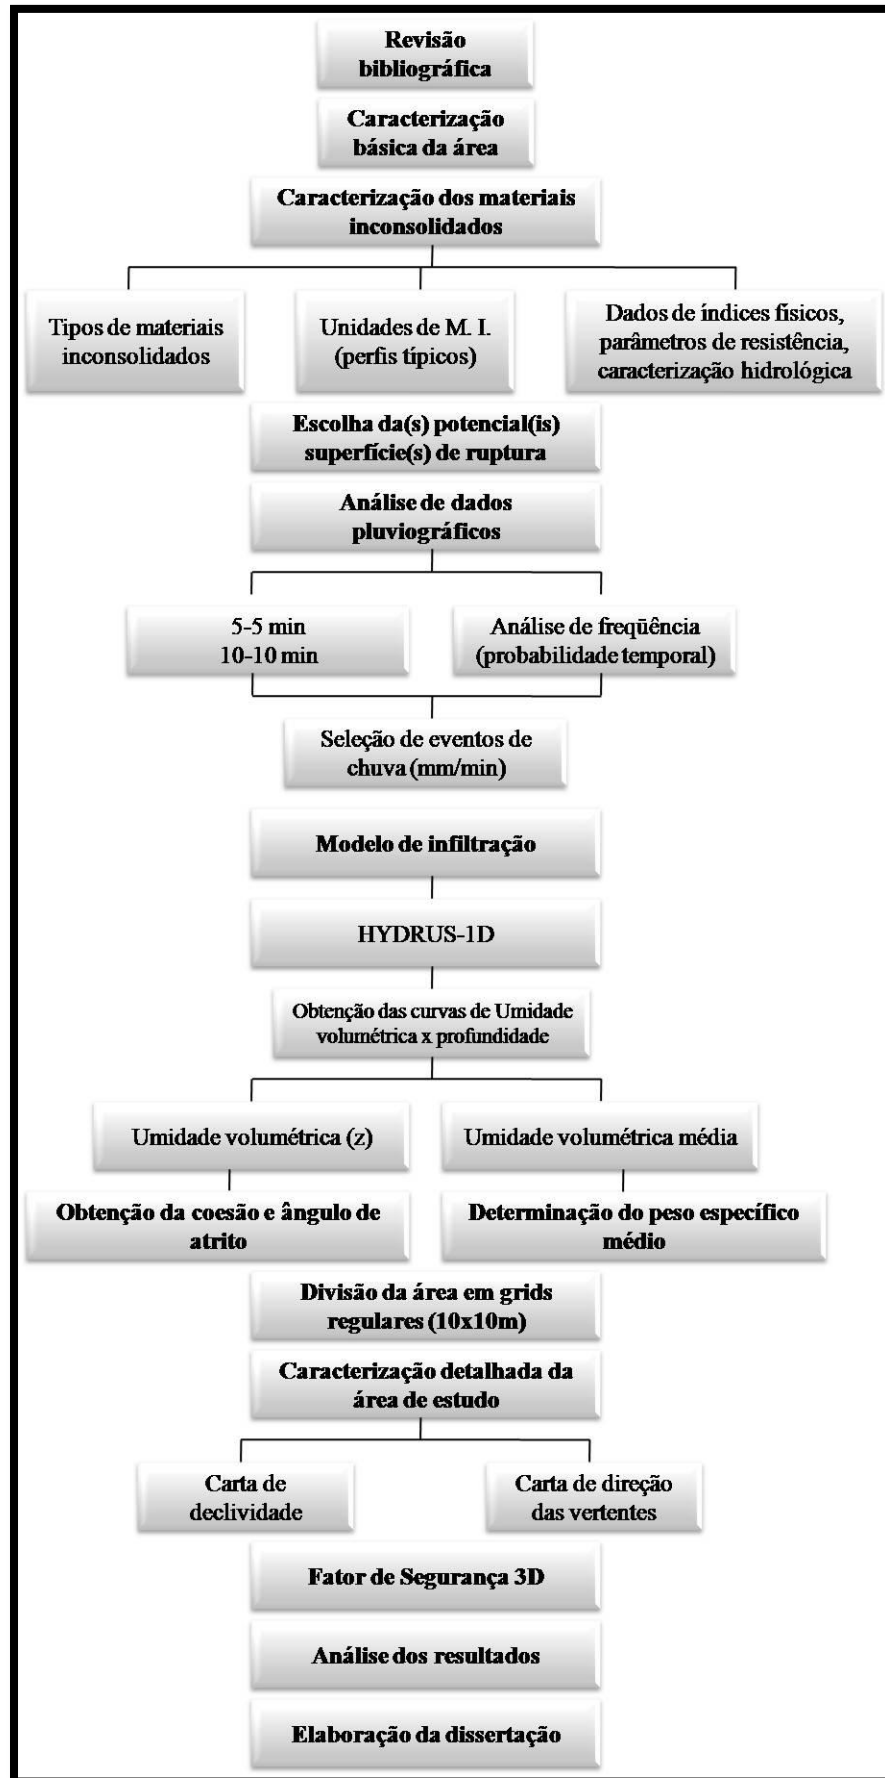 Revisão
bibliográfica
Caracterização
básica da área
Caracterização dos materiais
inconsolidados
Tipos de materiais
inconsolidados
Unidades de M. I.
(perfis típicos)
Dados de índices físicos,
parâmetros de resistência,
caracterização hidrológica
Escolha da(s) potencial(is)
superfície(s) de ruptura
Análise de dados
pluviográficos
5-5 min
10-10 min
Análise de freqüência
(probabilidade temporal)
Seleção de eventos de
chuva (mm/min)
Modelo de infiltração
HYDRUS-1D
Obtenção das curvas de Umidade
volumétrica x profundidade
Umidade volumétrica (z)
Umidade volumétrica média
Obtenção da coesão e ângulo de
atrito
Determinação do peso específico
médio
Divisão da área em grids
regulares (10x10m)
Caracterização detalhada da
área de estudo
Carta de
declividade
Carta de direção
das vertentes
Fator de Segurança 3D
Análise dos resultados
Elaboração da dissertação